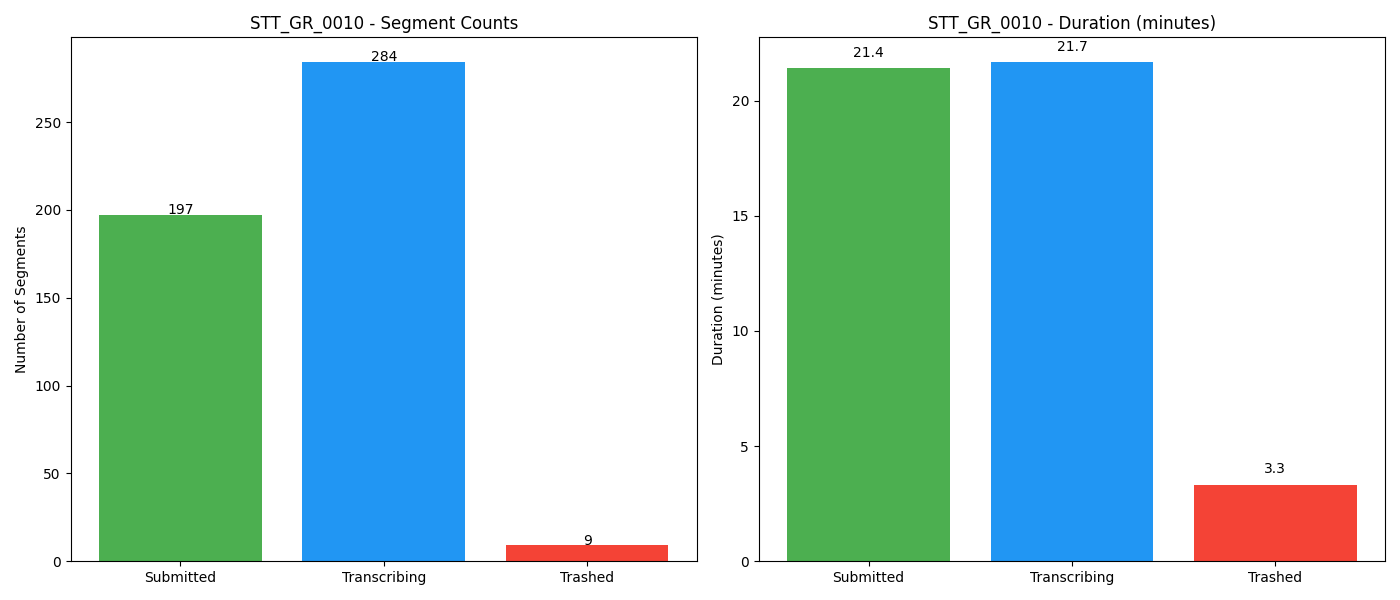 STT_GR_0010 - Segment Counts
Number of Segments
250
200
150
100
50
0
197
284
9
Submitted
Transcribing
Trashed
STT_GR_0010 - Duration (minutes)
Duration (minutes)
20
15
10
5
0
21.4
21.7
3.3
Submitted
Transcribing
Trashed